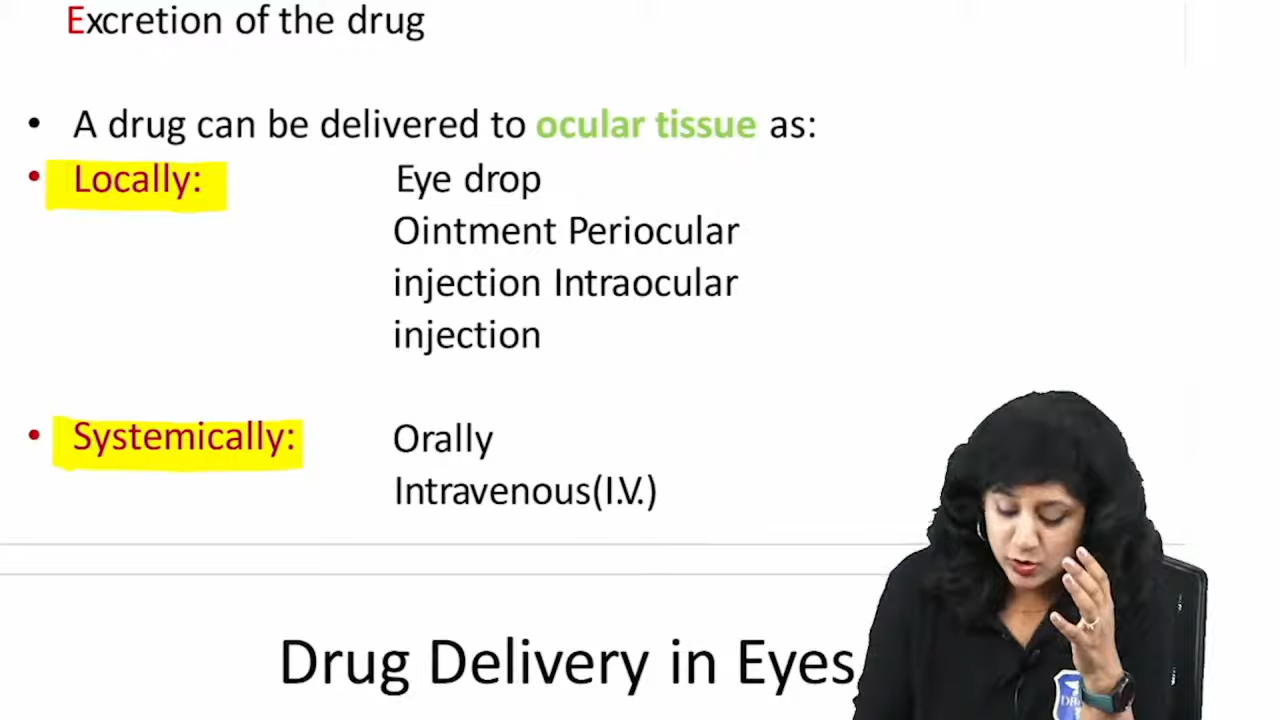 Excretion of the drug
• A drug can be delivered to ocular tissue as:
• Locally: Eye drop
Ointment Periocular
injection Intraocular
injection
• Systemically: Orally
Intravenous(I.V.)
Drug Delivery in Eyes